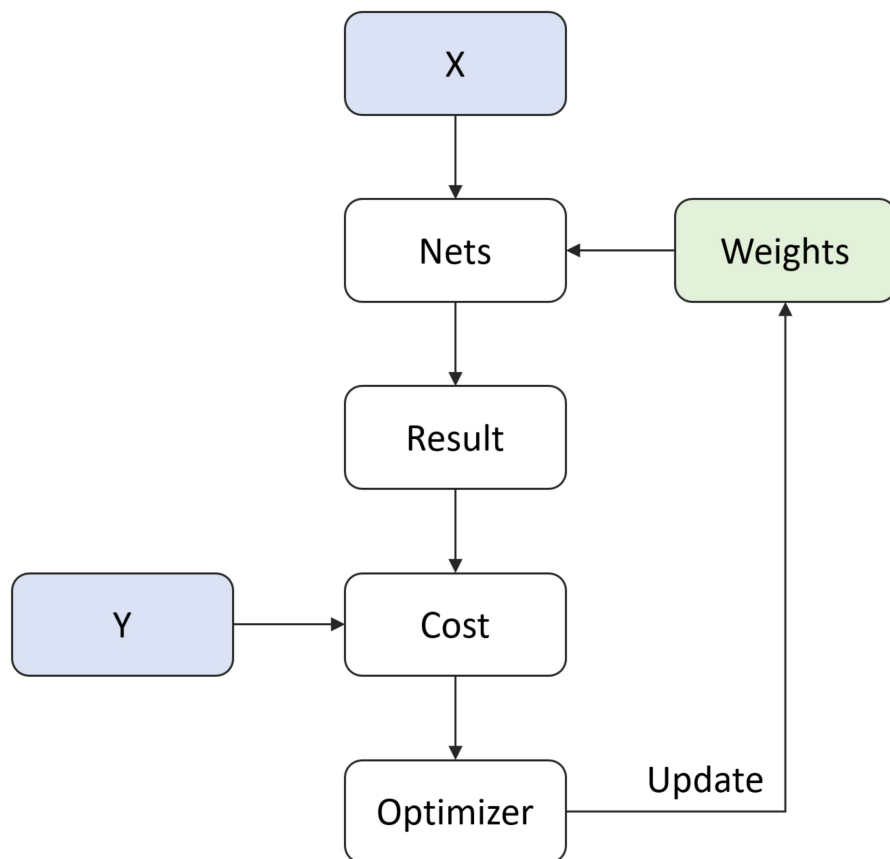 X
Nets
Weights
Result
Y
Cost
Update
Optimizer